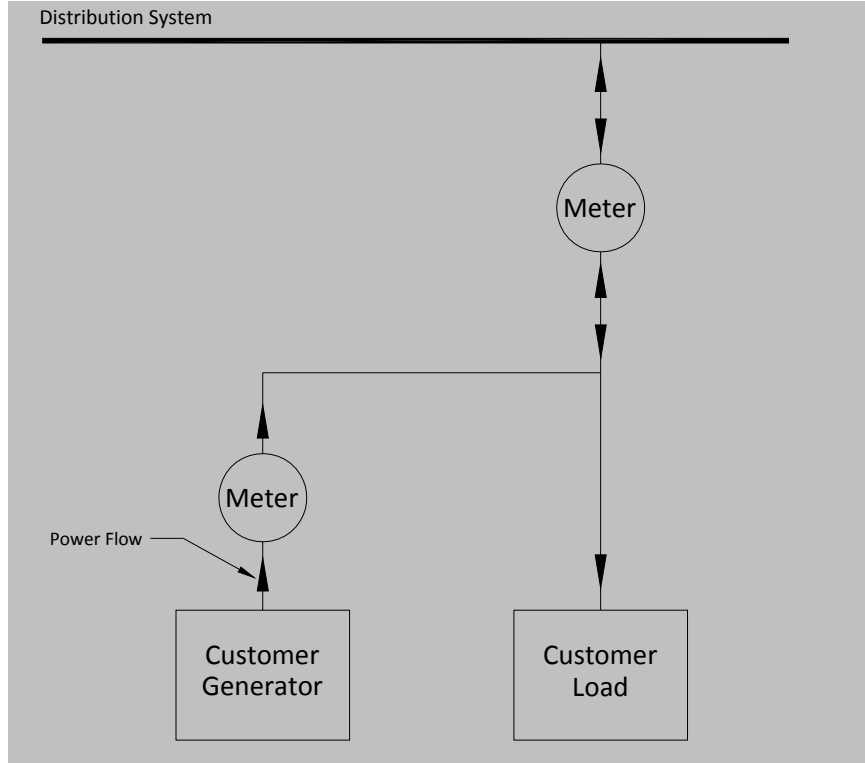 Distribution System
Meter
Meter
Power Flow
Customer
Generator
Customer
Load